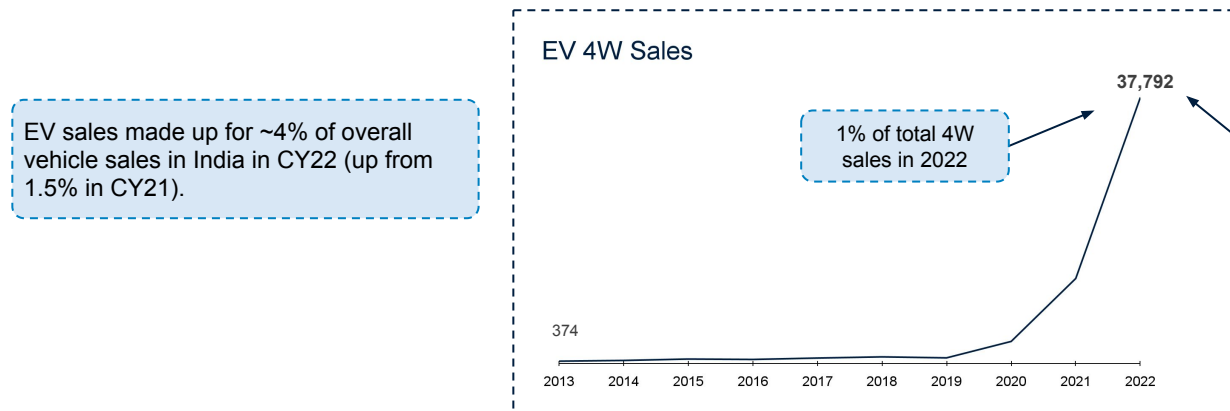 EV 4W Sales
37,792
EV sales made up for ~4% of overall
vehicle sales in India in CY22 (up from
1.5% in CY21).
1% of total 4W
sales in 2022
374
2013 2014 2015 2016 2017 2018 2019 2020 2021 2022